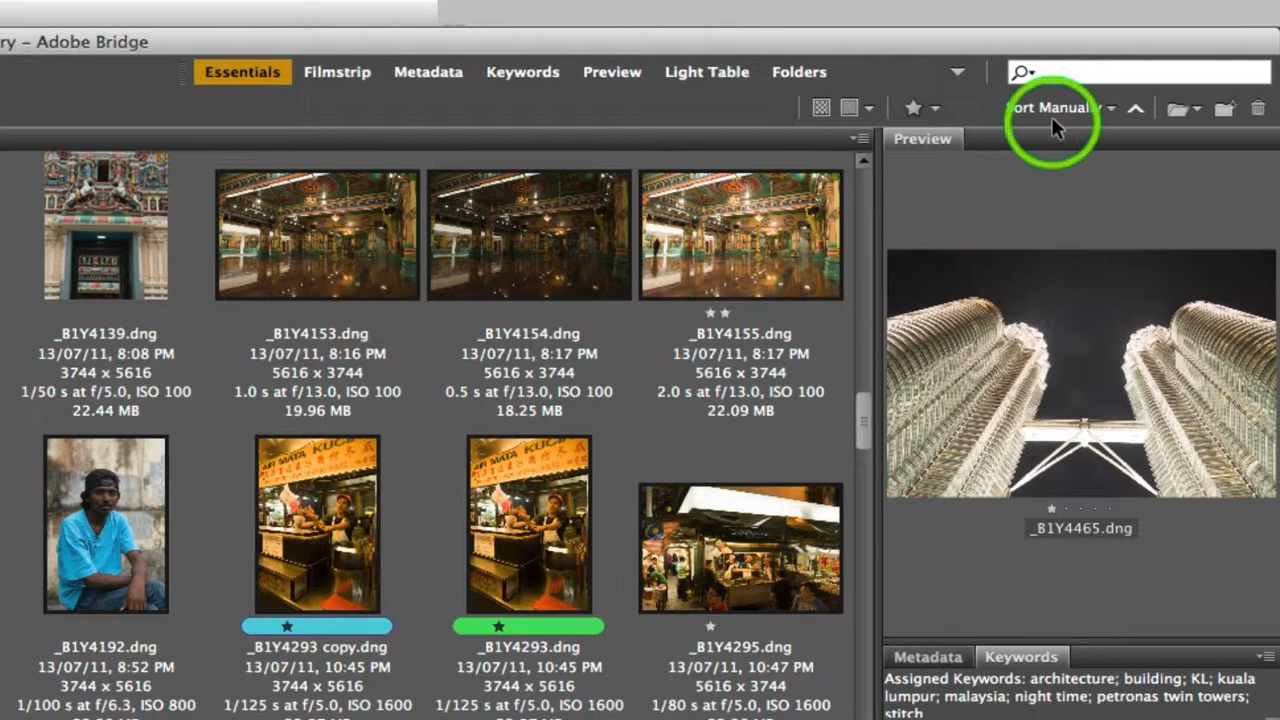 ry – Adobe Bridge
Essentials Filmstrip Metadata Keywords Preview Light Table Folders
Sort Manually
Preview
_B1Y4139.dng
13/07/11, 8:08 PM
3744 x 5616
1/50 s at f/5.0, ISO 100
22.44 MB
_B1Y4153.dng
13/07/11, 8:16 PM
5616 x 3744
1.0 s at f/13.0, ISO 100
19.96 MB
_B1Y4154.dng
13/07/11, 8:17 PM
5616 x 3744
0.5 s at f/13.0, ISO 100
18.25 MB
_B1Y4155.dng
13/07/11, 8:17 PM
5616 x 3744
2.0 s at f/13.0, ISO 100
22.09 MB
AIR MATA KUCING
AIR MATA KUCING
_B1Y4192.dng
13/07/11, 8:52 PM
3744 x 5616
1/100 s at f/6.3, ISO 800
_B1Y4293 copy.dng
13/07/11, 10:45 PM
3744 x 5616
1/125 s at f/5.0, ISO 1600
_B1Y4293.dng
13/07/11, 10:45 PM
3744 x 5616
1/125 s at f/5.0, ISO 1600
_B1Y4295.dng
13/07/11, 10:47 PM
5616 x 3744
1/80 s at f/5.0, ISO 1600
_B1Y4465.dng
Metadata Keywords
Assigned Keywords: architecture; building; KL; kuala
lumpur; malaysia; night time; petronas twin towers;
stitch